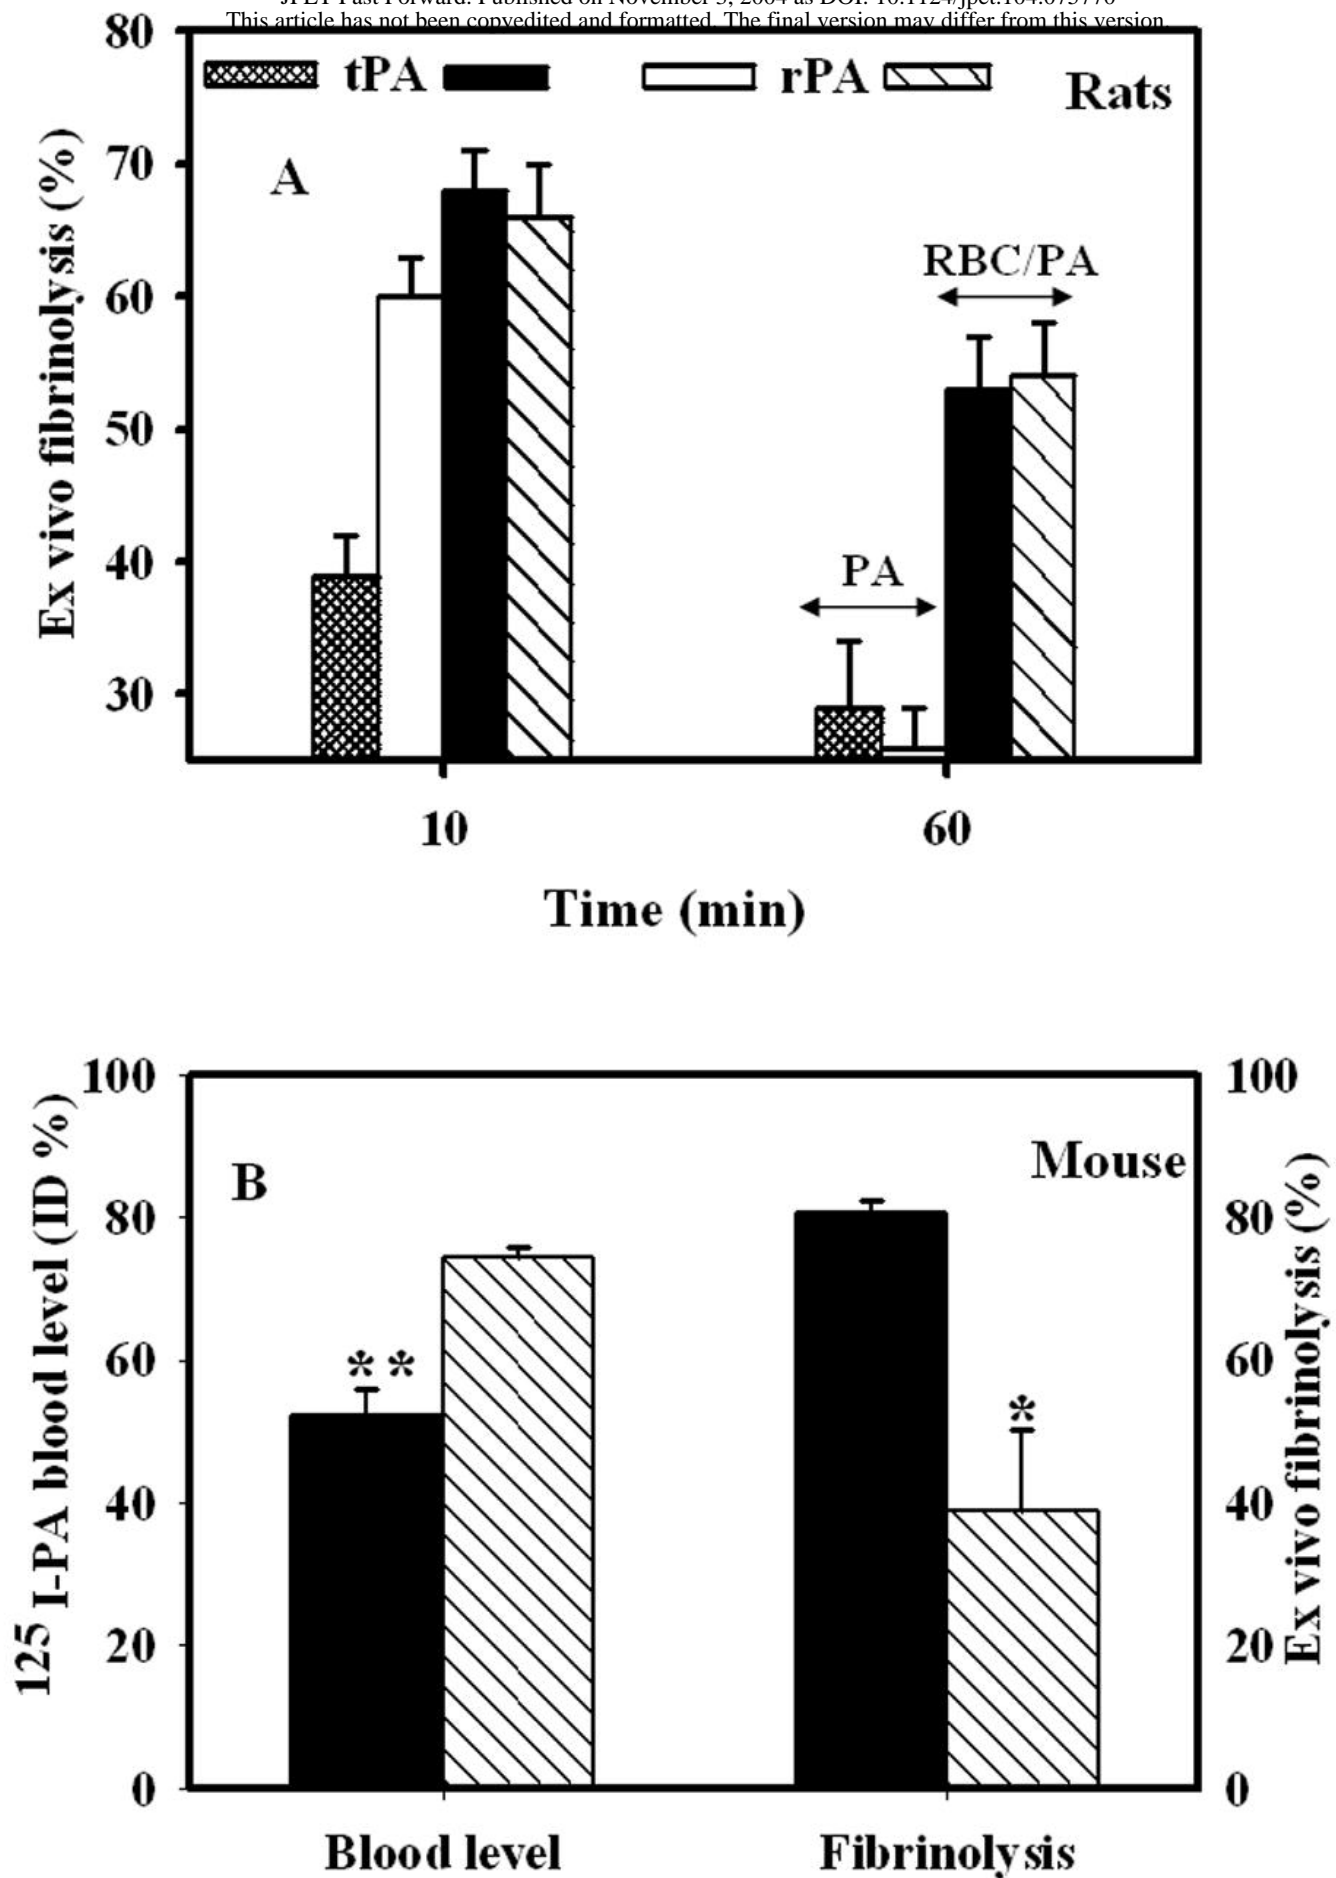 JPET Fast Forward. Published on November 3, 2004 as DOI: 10.1124/jpet.104.075770
This article has not been copyedited and formatted. The final version may differ from this version.
80
tPA rPA
Rats
A
70
60
50
40
30
Ex vivo fibrinolysis (%)
RBC/PA
PA
10 60
Time (min)
100 100
B
Mouse
80 80
60 60
* *
*
40 40
20 20
0 0
125 I-PA blood level (ID %)
Ex vivo fibrinolysis (%)
Blood level Fibrinolysis